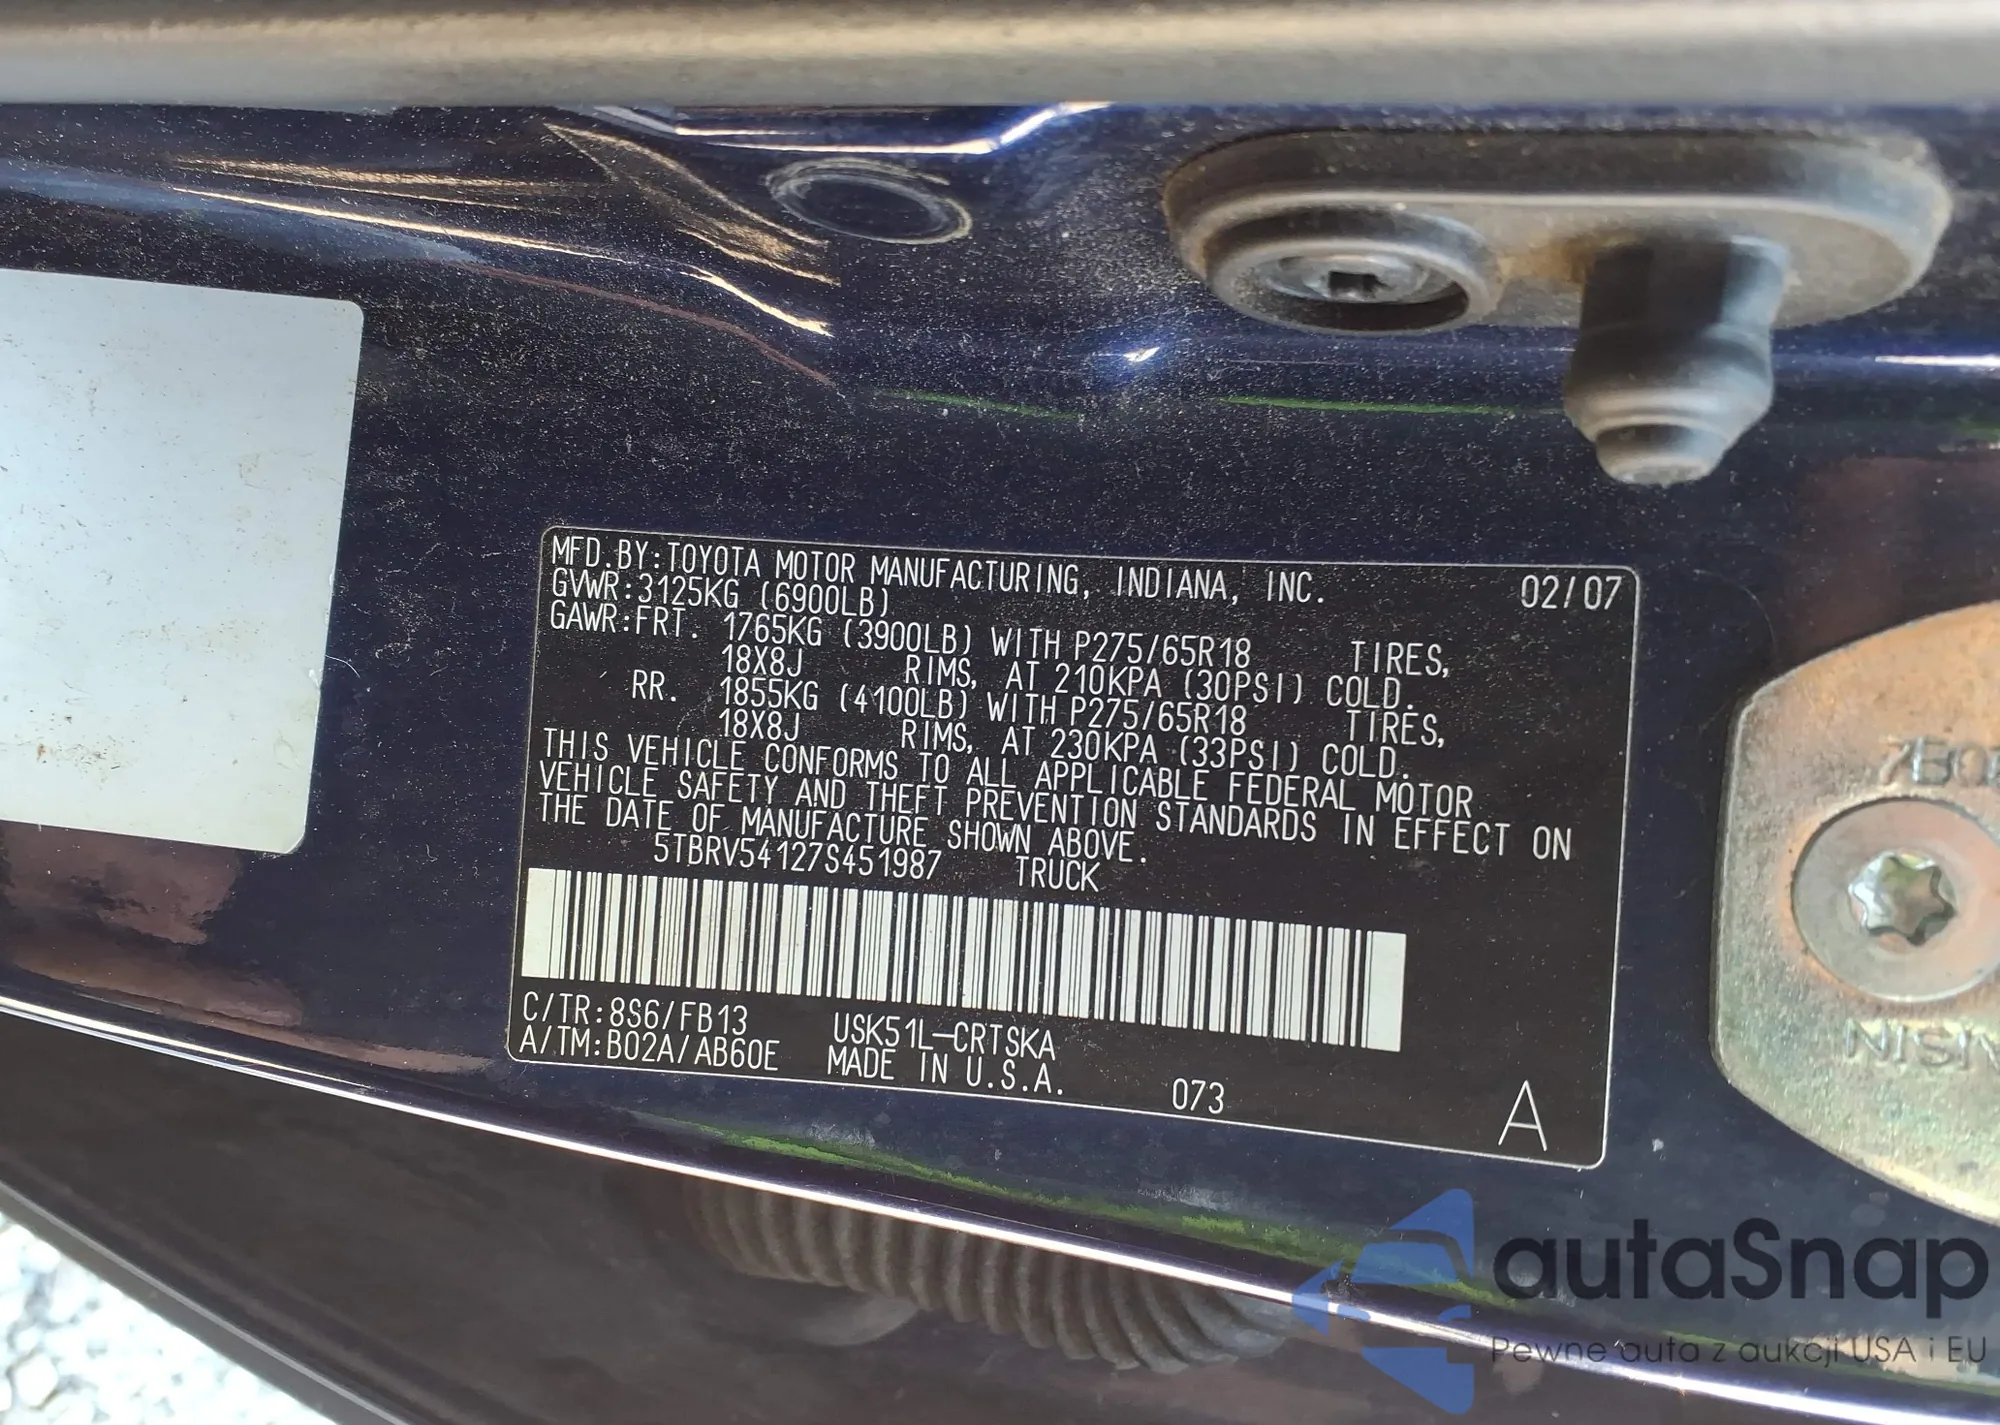 MFD.BY:TOYOTA MOTOR MANUFACTURING, INDIANA, INC. 02/07
GVWR:3125KG (6900LB)
GAWR:FRT. 1765KG (3900LB) WITH P275/65R18 TIRES,
18X8J RIMS, AT 210KPA (30PSI) COLD.
RR. 1855KG (4100LB) WITH P275/65R18 TIRES,
18X8J RIMS, AT 230KPA (33PSI) COLD.
THIS VEHICLE CONFORMS TO ALL APPLICABLE FEDERAL MOTOR
VEHICLE SAFETY AND THEFT PREVENTION STANDARDS IN EFFECT ON
THE DATE OF MANUFACTURE SHOWN ABOVE.
5TBRV54127S451987 TRUCK
C/TR:8S6/FB13 USK51L-CRTSKA
A/TM:B02A/AB60E MADE IN U.S.A. 073 A
autaSnap
Pewne auta z aukcji USA i EU